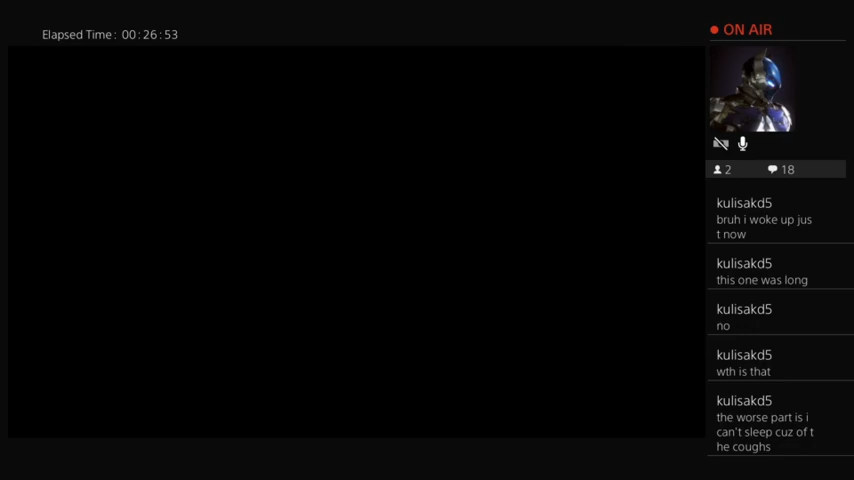 Elapsed Time: 00:26:53
ON AIR
2 18
kulisakd5
bruh i woke up jus
t now
kulisakd5
this one was long
kulisakd5
no
kulisakd5
wth is that
kulisakd5
the worse part is i
can't sleep cuz of t
he coughs